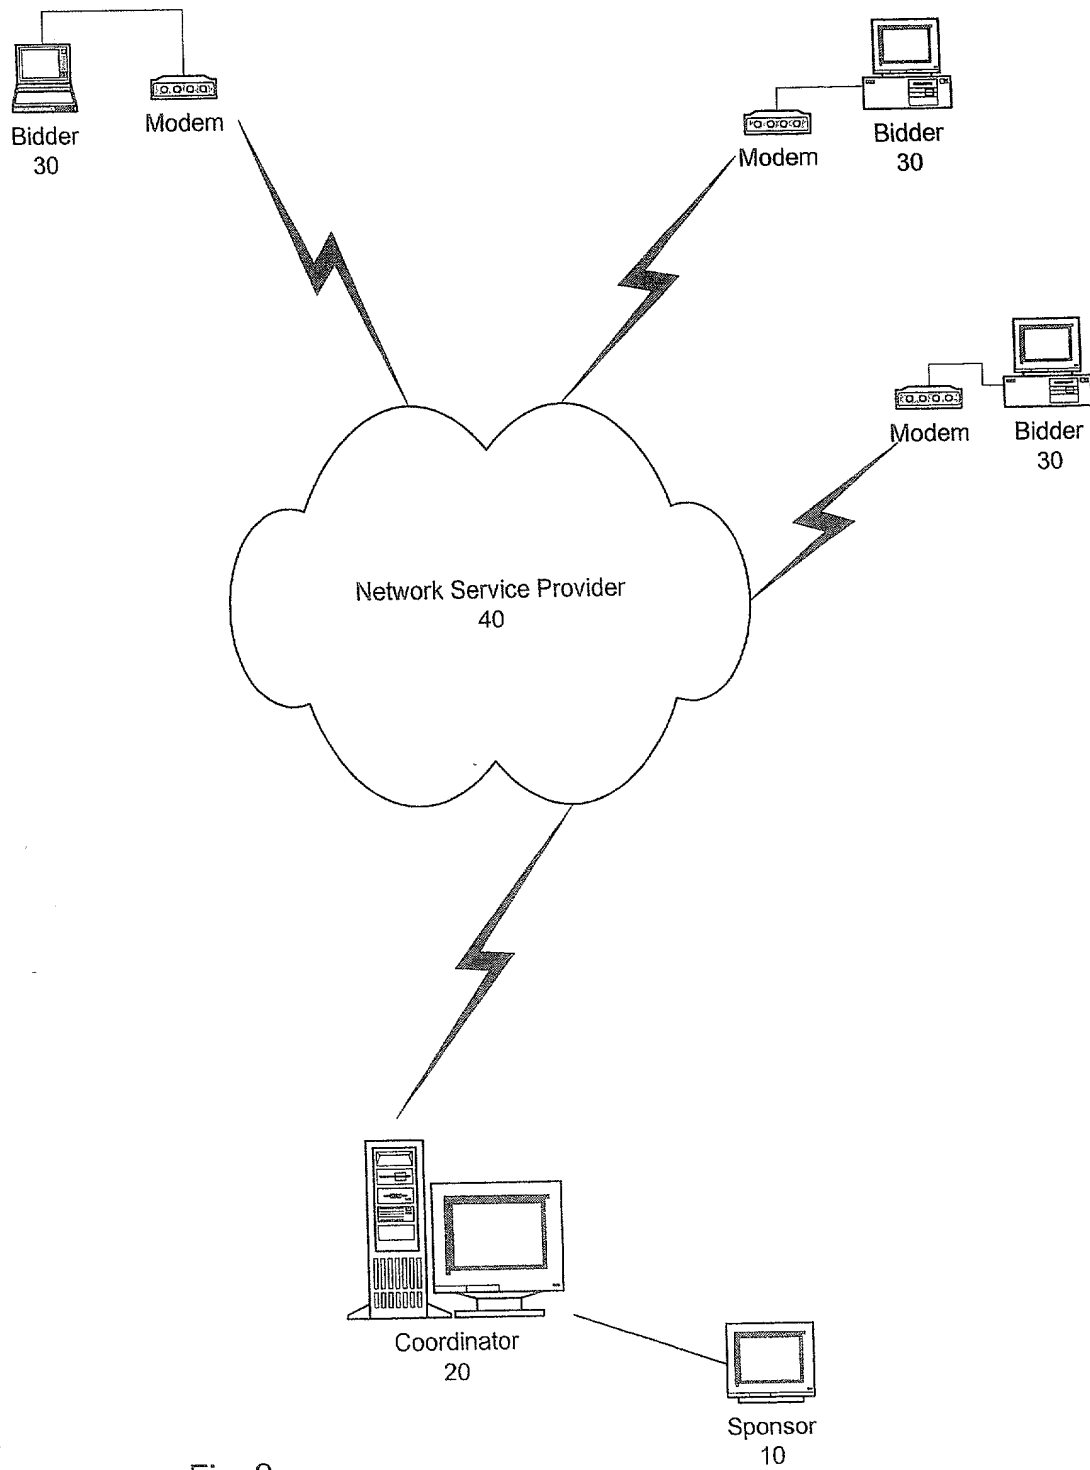 Bidder
30
Modem
Modem
Bidder
30
Modem
Bidder
30
Network Service Provider
40
Coordinator
20
Sponsor
10